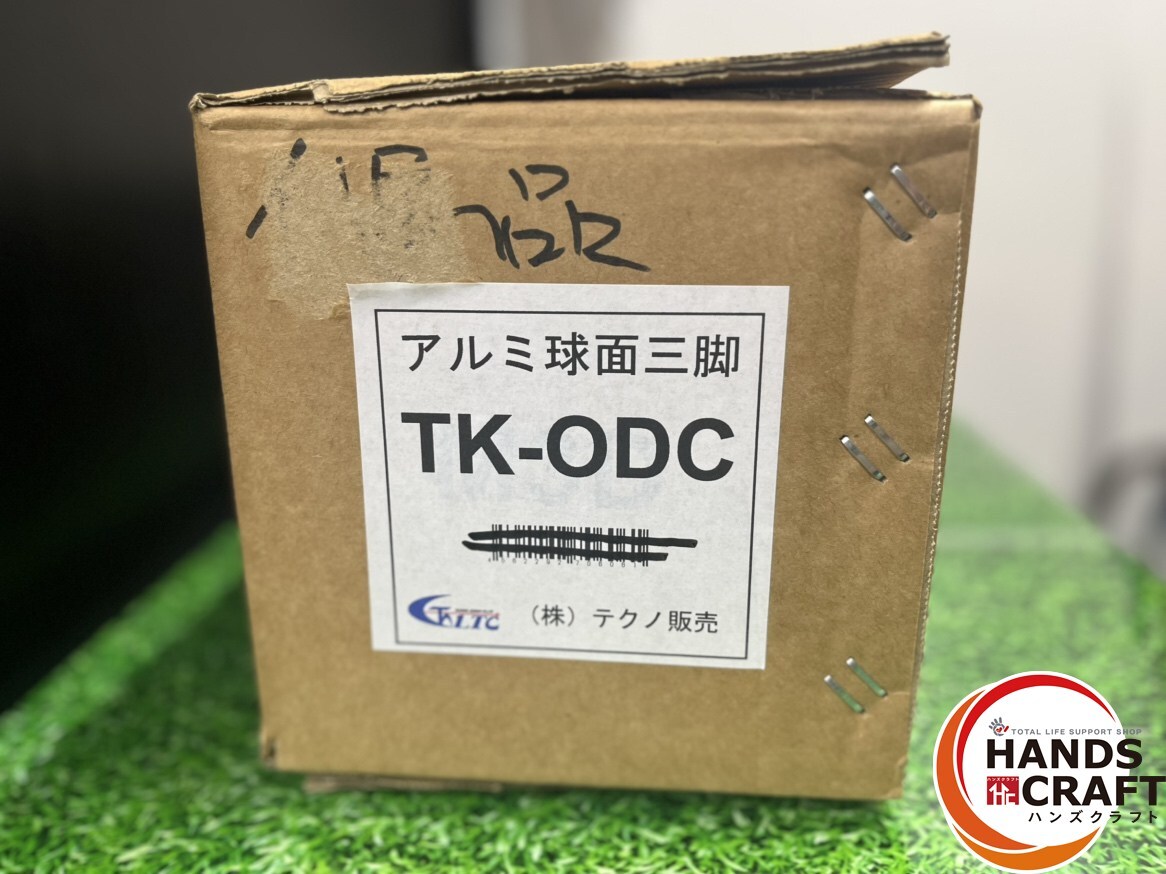 アルミ球面三脚
TK-ODC
TKLTC
（株）テクノ販売
TOTAL LIFE SUPPORT SHOP
HANDS
CRAFT
ハンズクラフト